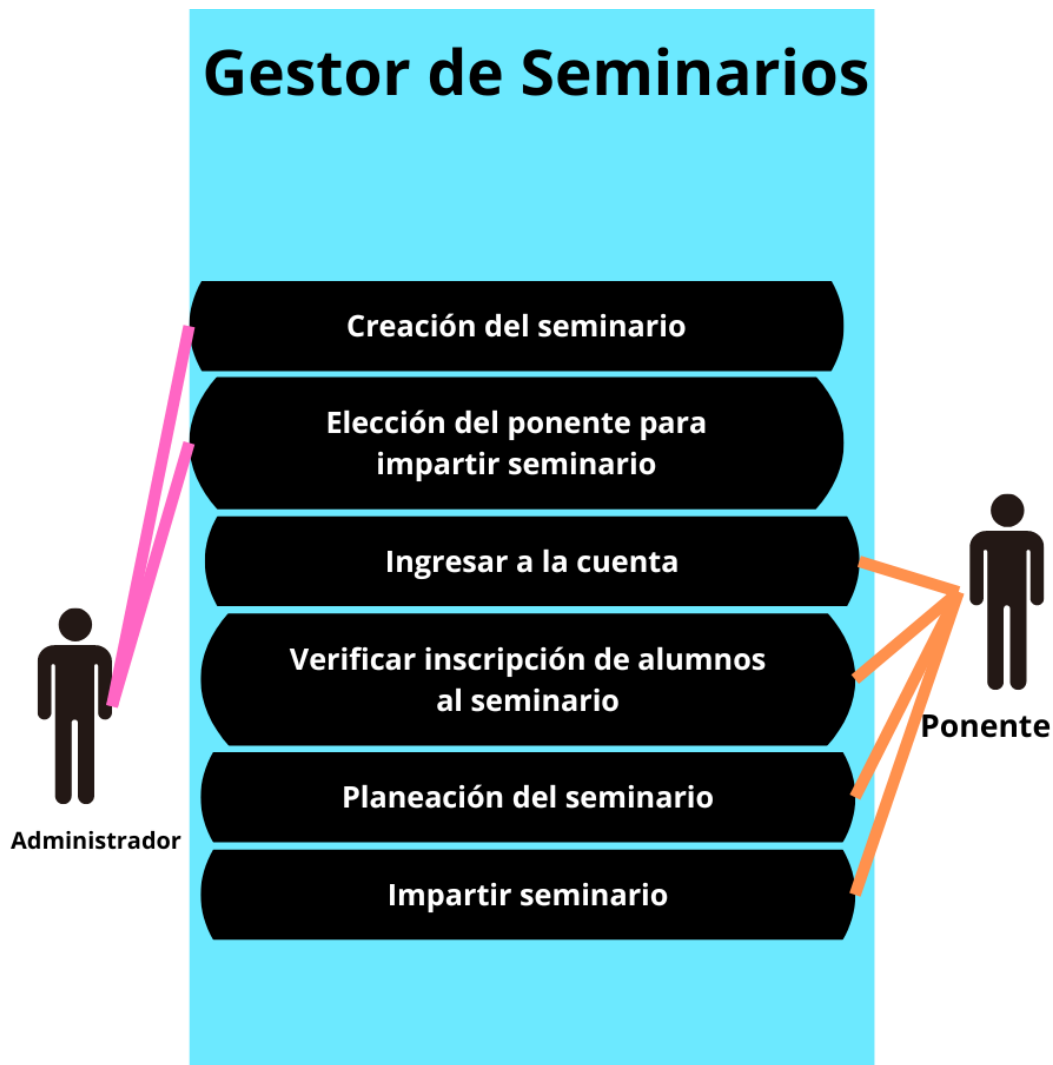 Gestor de Seminarios
Creación del seminario
Elección del ponente para
impartir seminario
Ingresar a la cuenta
Verificar inscripción de alumnos
al seminario
Ponente
Planeación del seminario
Administrador
Impartir seminario